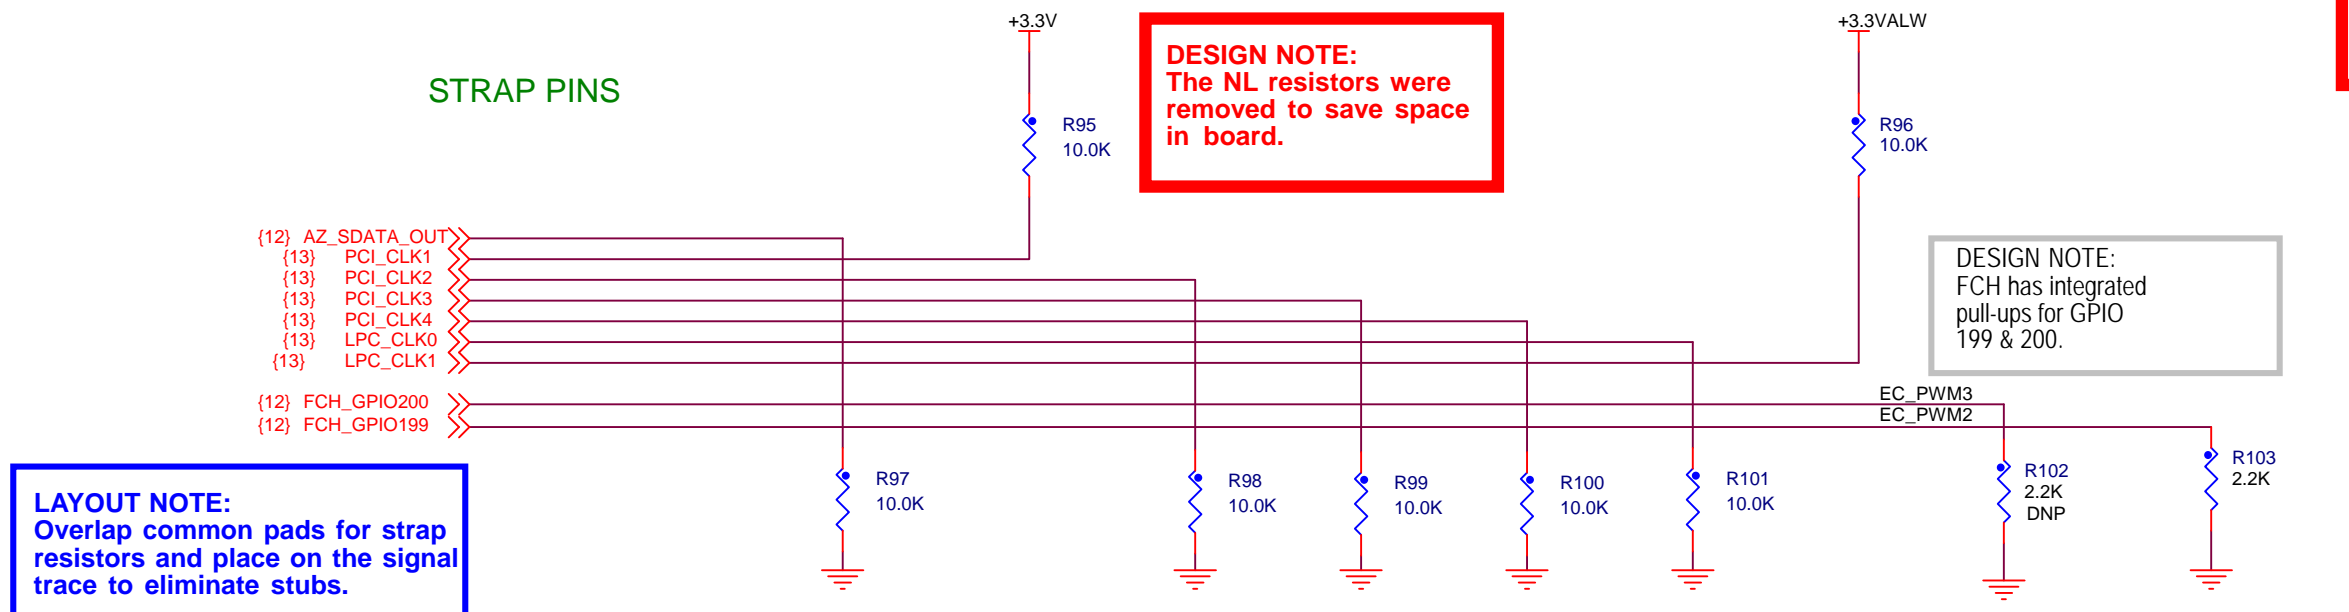 +3.3V
+3.3VALW
STRAP PINS
DESIGN NOTE:
The NL resistors were
removed to save space
in board.
R95
10.0K
R96
10.0K
{12} AZ_SDATA_OUT
{13} PCI_CLK1
{13} PCI_CLK2
{13} PCI_CLK3
{13} PCI_CLK4
{13} LPC_CLK0
{13} LPC_CLK1
DESIGN NOTE:
FCH has integrated
pull-ups for GPIO
199 & 200.
{12} FCH_GPIO200
{12} FCH_GPIO199
EC_PWM3
EC_PWM2
R97
10.0K
R98
10.0K
R99
10.0K
R100
10.0K
R101
10.0K
R102
2.2K
DNP
R103
2.2K
LAYOUT NOTE:
Overlap common pads for strap
resistors and place on the signal
trace to eliminate stubs.